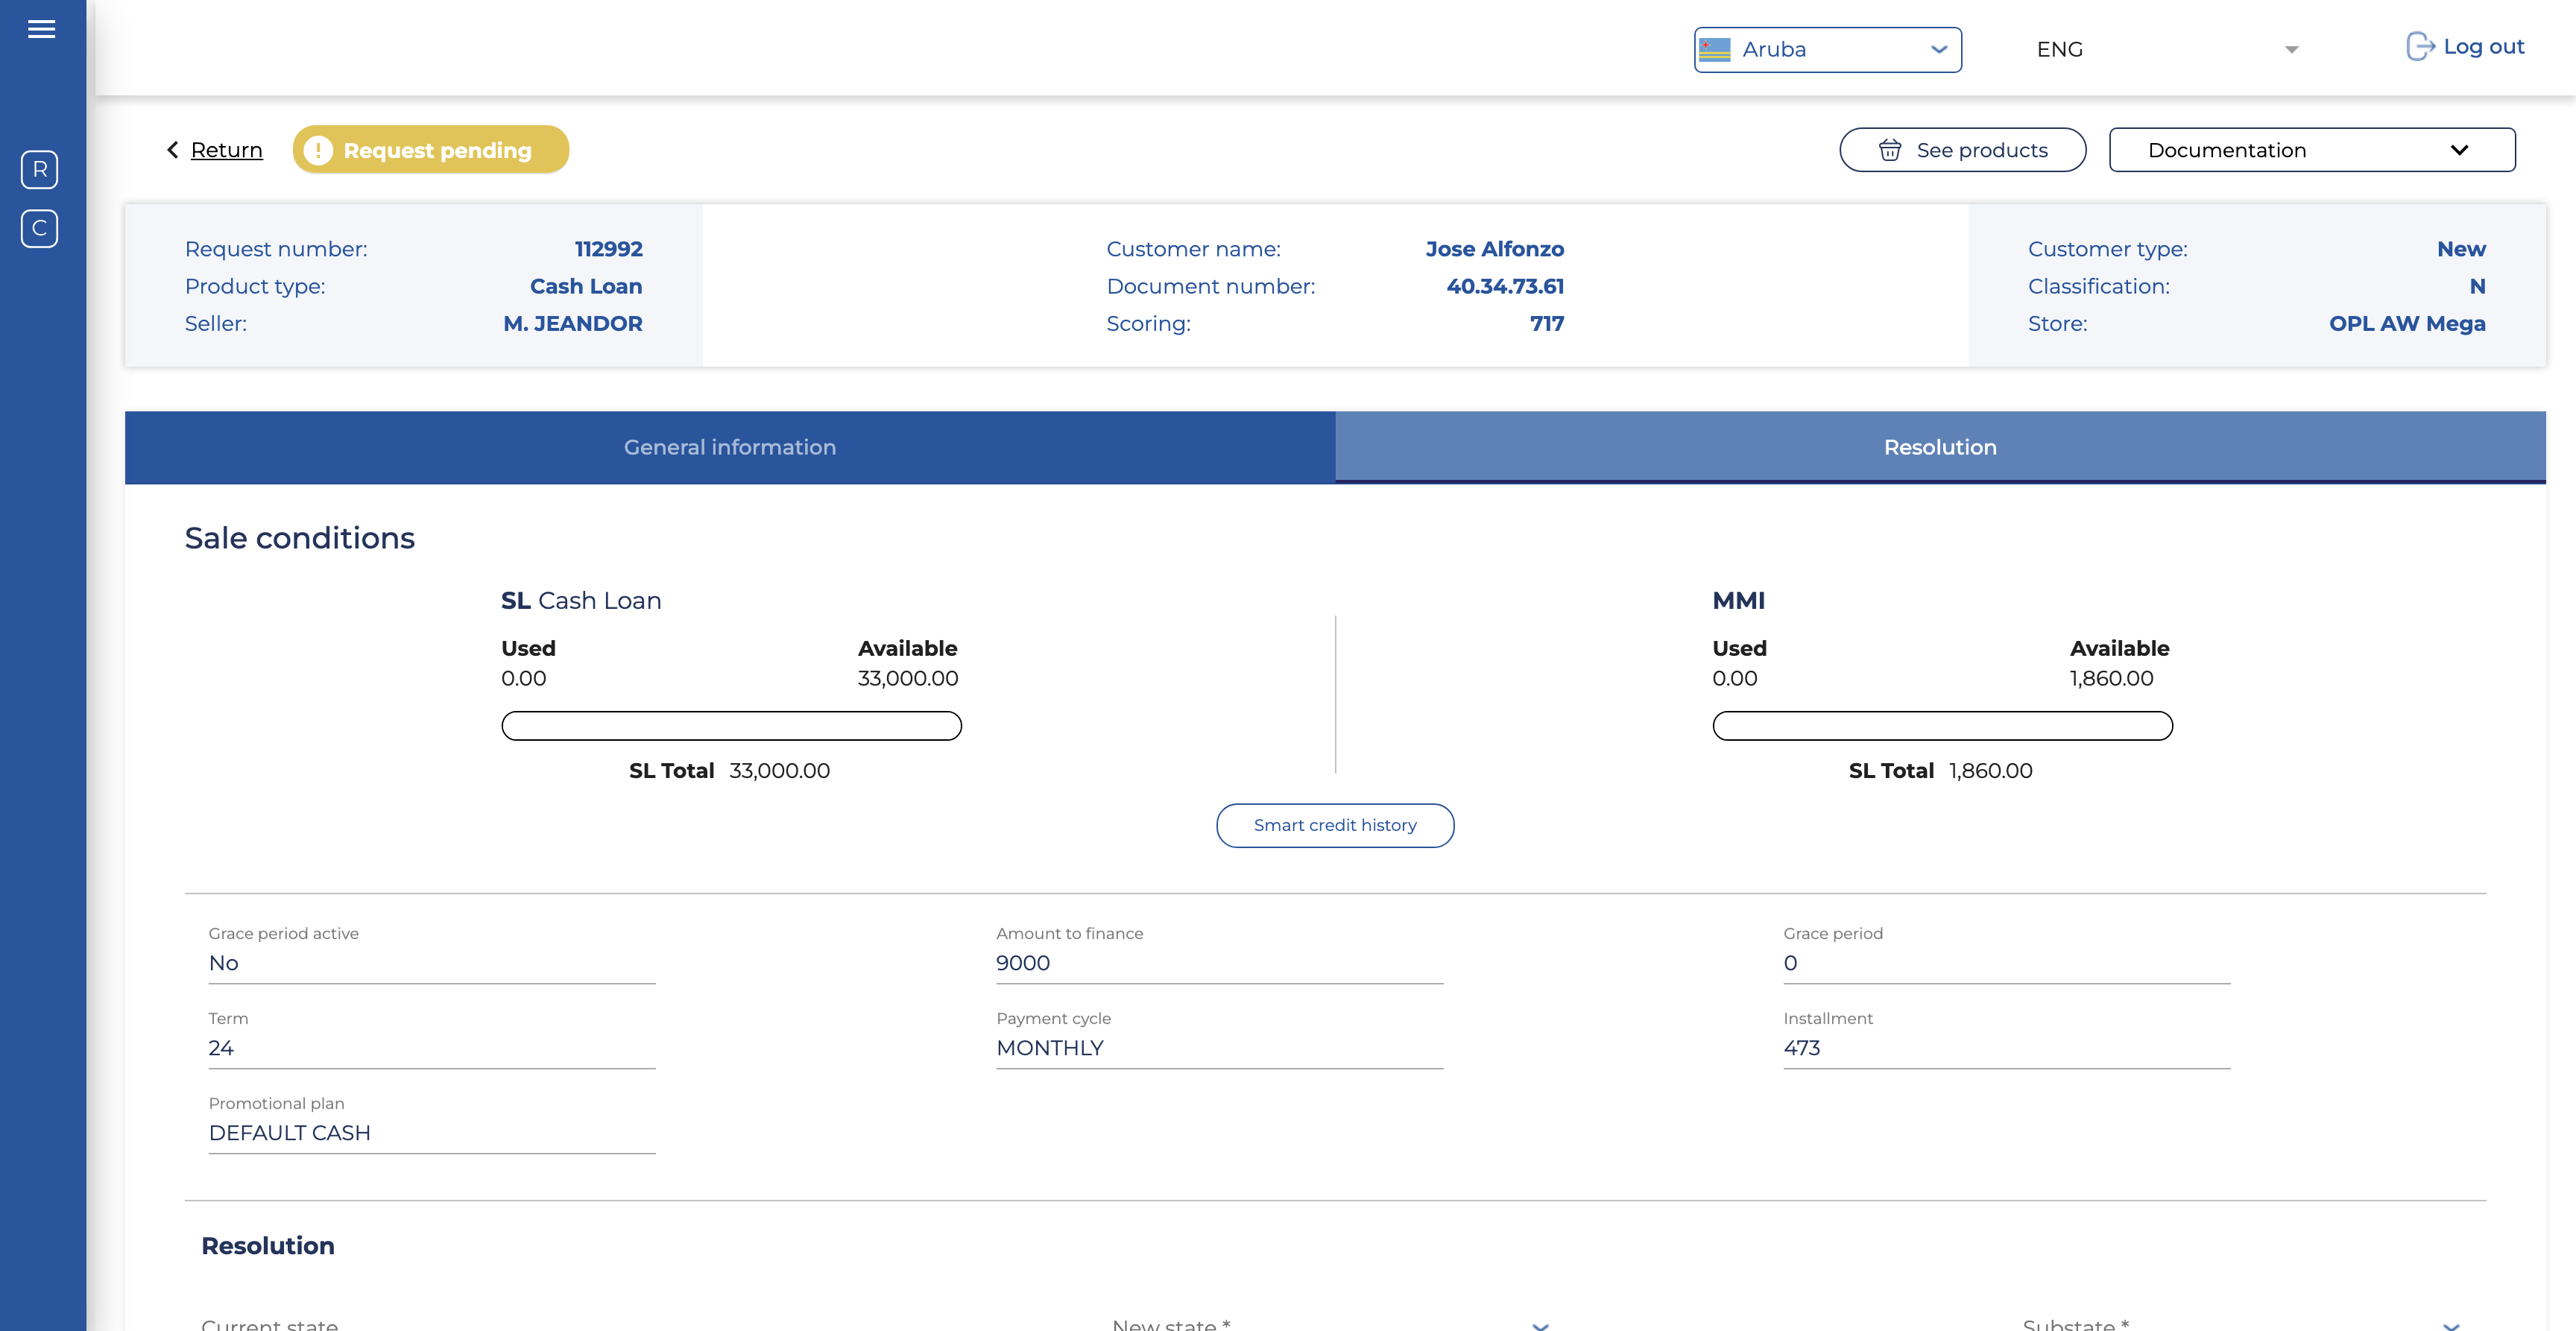 Aruba
ENG
Log out
R
C
Return
Request pending
See products
Documentation
Request number: 112992
Product type: Cash Loan
Seller: M. JEANDOR
Customer name: Jose Alfonzo
Document number: 40.34.73.61
Scoring: 717
Customer type: New
Classification: N
Store: OPL AW Mega
General information
Resolution
Sale conditions
SL Cash Loan
Used Available
0.00 33,000.00
SL Total 33,000.00
MMI
Used Available
0.00 1,860.00
SL Total 1,860.00
Smart credit history
Grace period active
No
Amount to finance
9000
Grace period
0
Term
24
Payment cycle
MONTHLY
Installment
473
Promotional plan
DEFAULT CASH
Resolution
Current state
New state *
Substate *